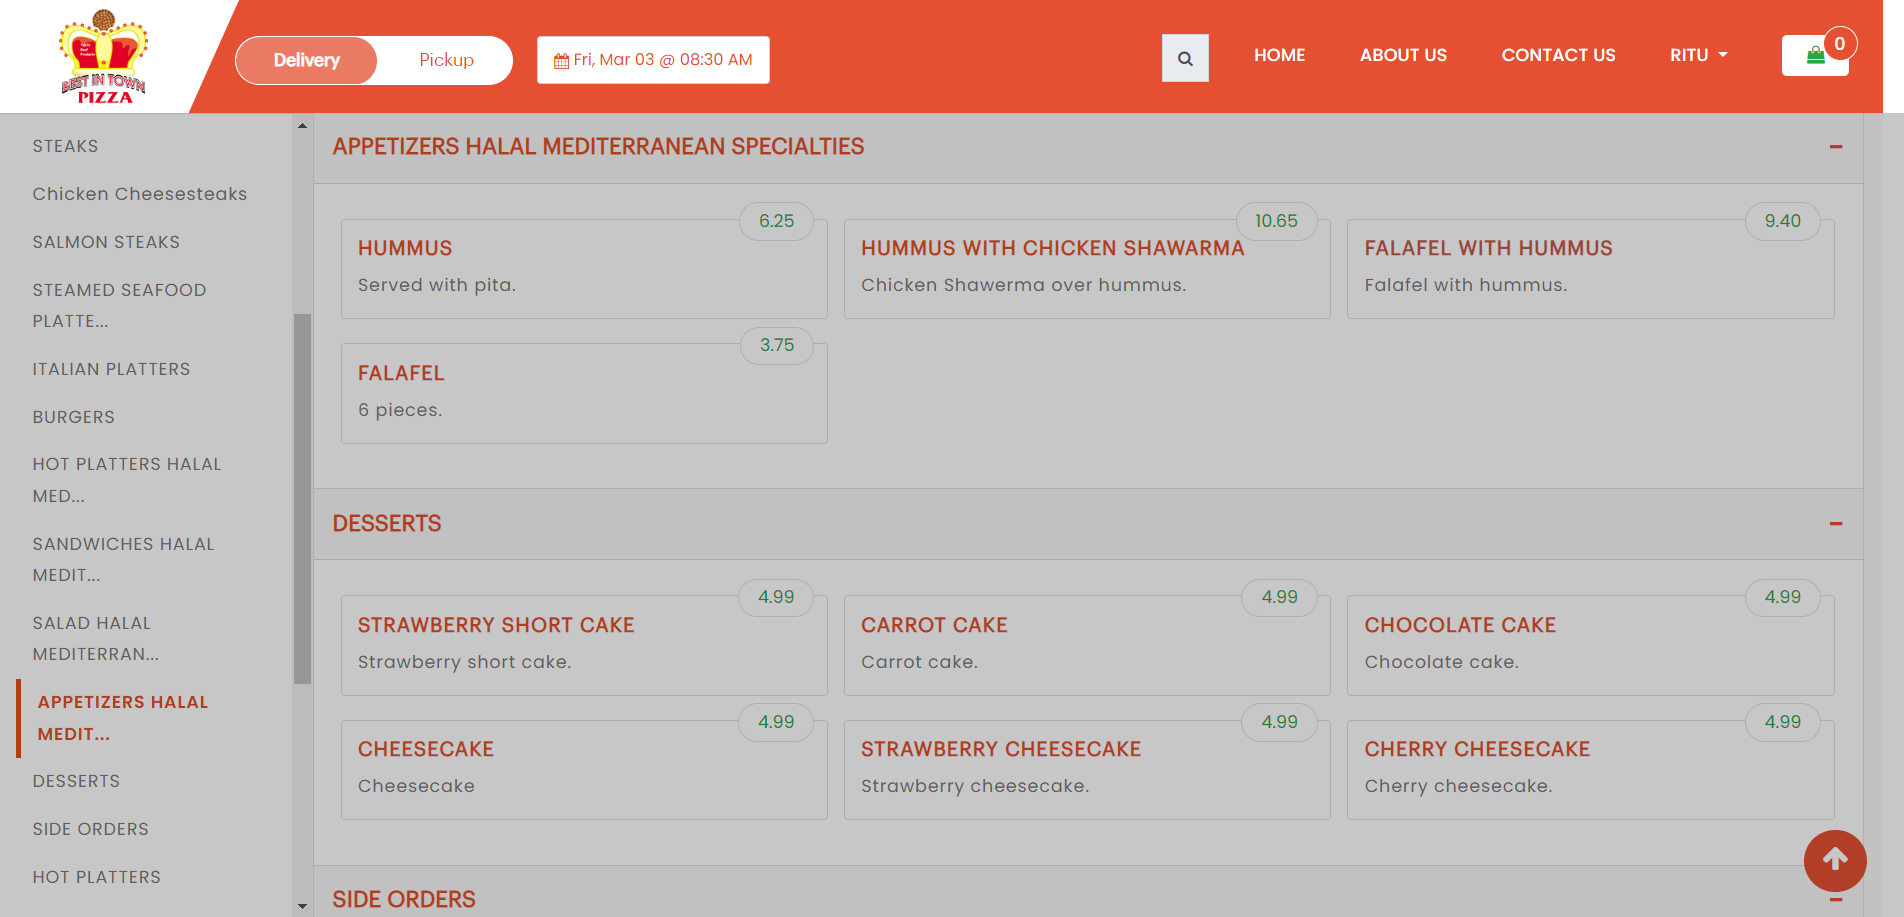 BEST IN TOWN
PIZZA
Delivery
Pickup
Fri, Mar 03 @ 08:30 AM
HOME
ABOUT US
CONTACT US
RITU
0
STEAKS
Chicken Cheesesteaks
SALMON STEAKS
STEAMED SEAFOOD
PLATTE...
ITALIAN PLATTERS
BURGERS
HOT PLATTERS HALAL
MED...
SANDWICHES HALAL
MEDIT...
SALAD HALAL
MEDITERRAN...
APPETIZERS HALAL
MEDIT...
DESSERTS
SIDE ORDERS
HOT PLATTERS
APPETIZERS HALAL MEDITERRANEAN SPECIALTIES
6.25
HUMMUS
Served with pita.
10.65
HUMMUS WITH CHICKEN SHAWARMA
Chicken Shawerma over hummus.
9.40
FALAFEL WITH HUMMUS
Falafel with hummus.
3.75
FALAFEL
6 pieces.
DESSERTS
4.99
STRAWBERRY SHORT CAKE
Strawberry short cake.
4.99
CARROT CAKE
Carrot cake.
4.99
CHOCOLATE CAKE
Chocolate cake.
4.99
CHEESECAKE
Cheesecake
4.99
STRAWBERRY CHEESECAKE
Strawberry cheesecake.
4.99
CHERRY CHEESECAKE
Cherry cheesecake.
SIDE ORDERS